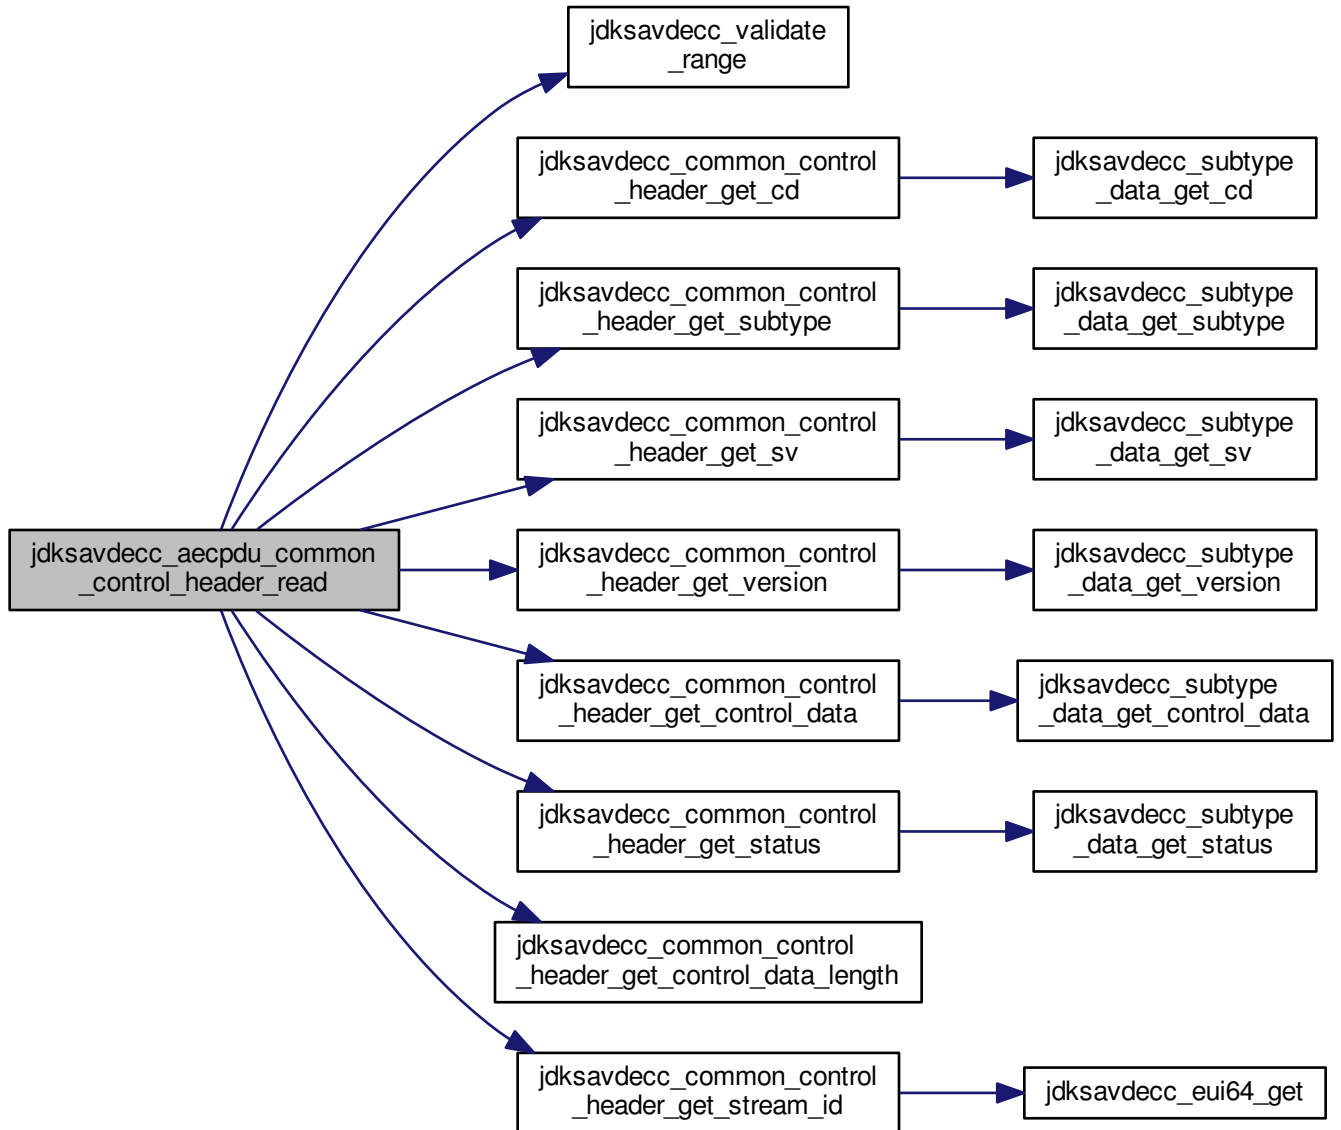 jdksavdecc_validate
_range
jdksavdecc_common_control
_header_get_cd
jdksavdecc_subtype
_data_get_cd
jdksavdecc_common_control
_header_get_subtype
jdksavdecc_subtype
_data_get_subtype
jdksavdecc_common_control
_header_get_sv
jdksavdecc_subtype
_data_get_sv
jdksavdecc_aecpdu_common
_control_header_read
jdksavdecc_common_control
_header_get_version
jdksavdecc_subtype
_data_get_version
jdksavdecc_common_control
_header_get_control_data
jdksavdecc_subtype
_data_get_control_data
jdksavdecc_common_control
_header_get_status
jdksavdecc_subtype
_data_get_status
jdksavdecc_common_control
_header_get_control_data_length
jdksavdecc_common_control
_header_get_stream_id
jdksavdecc_eui64_get